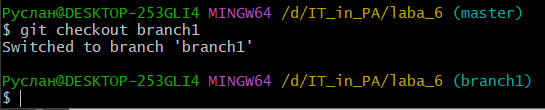 Руслан@DESKTOP-253GLI4 MINGW64 /d/IT_in_PA/laba_6 (master)
$ git checkout branch1
Switched to branch 'branch1'
Руслан@DESKTOP-253GLI4 MINGW64 /d/IT_in_PA/laba_6 (branch1)
$